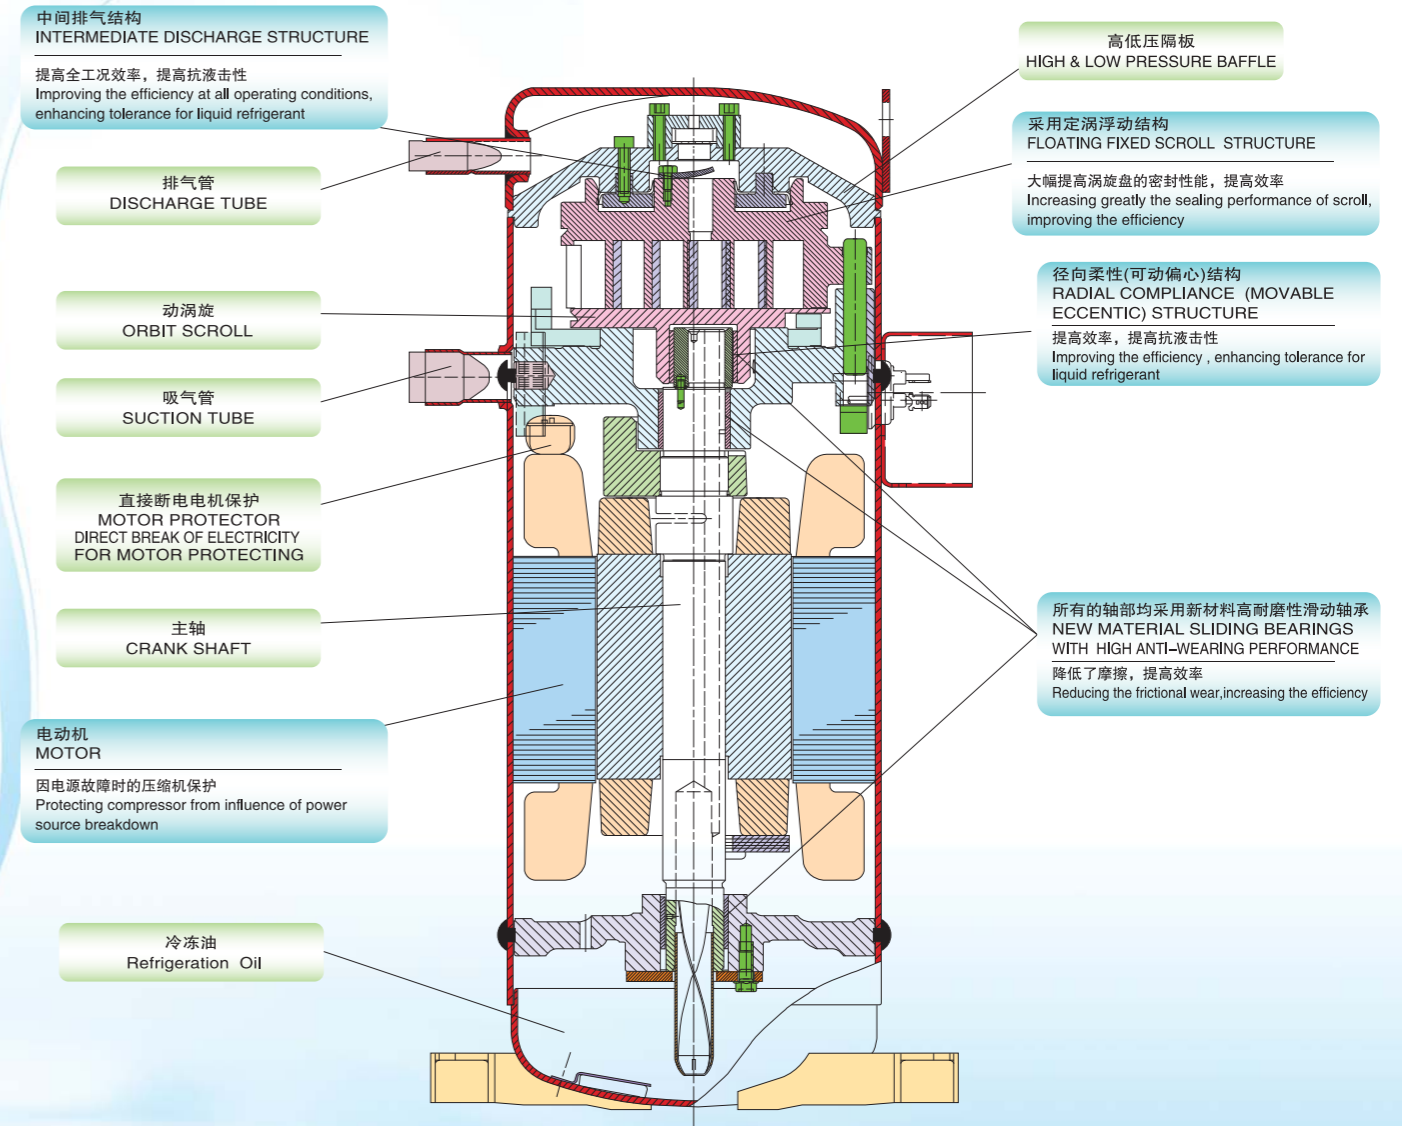 中间排气结构
INTERMEDIATE DISCHARGE STRUCTURE
提高全工况效率，提高抗液击性
Improving the efficiency at all operating conditions,
enhancing tolerance for liquid refrigerant
排气管
DISCHARGE TUBE
动涡旋
ORBIT SCROLL
吸气管
SUCTION TUBE
直接断电电机保护
MOTOR PROTECTOR
DIRECT BREAK OF ELECTRICITY
FOR MOTOR PROTECTING
主轴
CRANK SHAFT
电动机
MOTOR
因电源故障时的压缩机保护
Protecting compressor from influence of power
source breakdown
冷冻油
Refrigeration Oil
高低压隔板
HIGH & LOW PRESSURE BAFFLE
采用定涡浮动结构
FLOATING FIXED SCROLL STRUCTURE
大幅提高涡旋盘的密封性能，提高效率
Increasing greatly the sealing performance of scroll,
improving the efficiency
径向柔性(可动偏心)结构
RADIAL COMPLIANCE (MOVABLE
ECCENTIC) STRUCTURE
提高效率，提高抗液击性
Improving the efficiency , enhancing tolerance for
liquid refrigerant
所有的轴部均采用新材料高耐磨性滑动轴承
NEW MATERIAL SLIDING BEARINGS
WITH HIGH ANTI-WEARING PERFORMANCE
降低了摩擦，提高效率
Reducing the frictional wear,increasing the efficiency